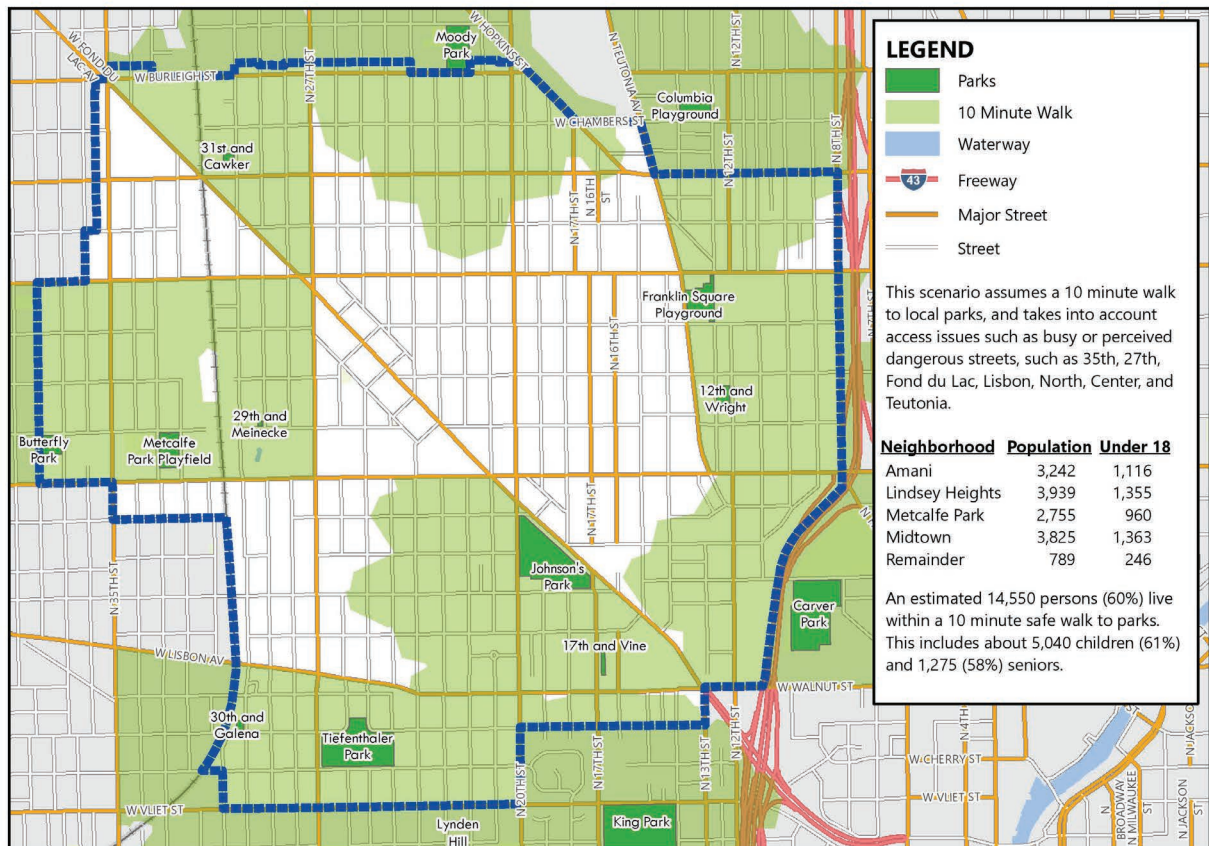 W FOND DU
LAC AV
W BURLEIGH ST
N 27TH ST
Moody
Park
W HOPKINS ST
N TEUTONIA AV
N 12TH ST
Columbia
Playground
W CHAMBERS ST
N 8TH ST
31st and
Cawker
N 12TH ST
N 17TH ST
N 16TH
ST
Franklin Square
Playground
N 7TH ST
N 16TH ST
12th and
Wright
29th and
Meinecke
Butterfly
Park
Metcalfe
Park Playfield
N 17TH ST
Johnson's
Park
N 35TH ST
Carver
Park
17th and Vine
W LISBON AV
W WALNUT ST
30th and
Galena
Tiefenthaler
Park
N 20TH ST
N 17TH ST
N 13TH ST
N 12TH ST
W CHERRY ST
N 4TH ST
W VLIET ST
W VLIET ST
Lynden
Hill
King Park
N
BROADWAY
N MILWAUKEE
ST
N JACKSON
N JACKSON
LEGEND
Parks
10 Minute Walk
Waterway
43
Freeway
Major Street
Street
This scenario assumes a 10 minute walk
to local parks, and takes into account
access issues such as busy or perceived
dangerous streets, such as 35th, 27th,
Fond du Lac, Lisbon, North, Center, and
Teutonia.
Neighborhood Population Under 18
Amani 3,242 1,116
Lindsey Heights 3,939 1,355
Metcalfe Park 2,755 960
Midtown 3,825 1,363
Remainder 789 246
An estimated 14,550 persons (60%) live
within a 10 minute safe walk to parks.
This includes about 5,040 children (61%)
and 1,275 (58%) seniors.